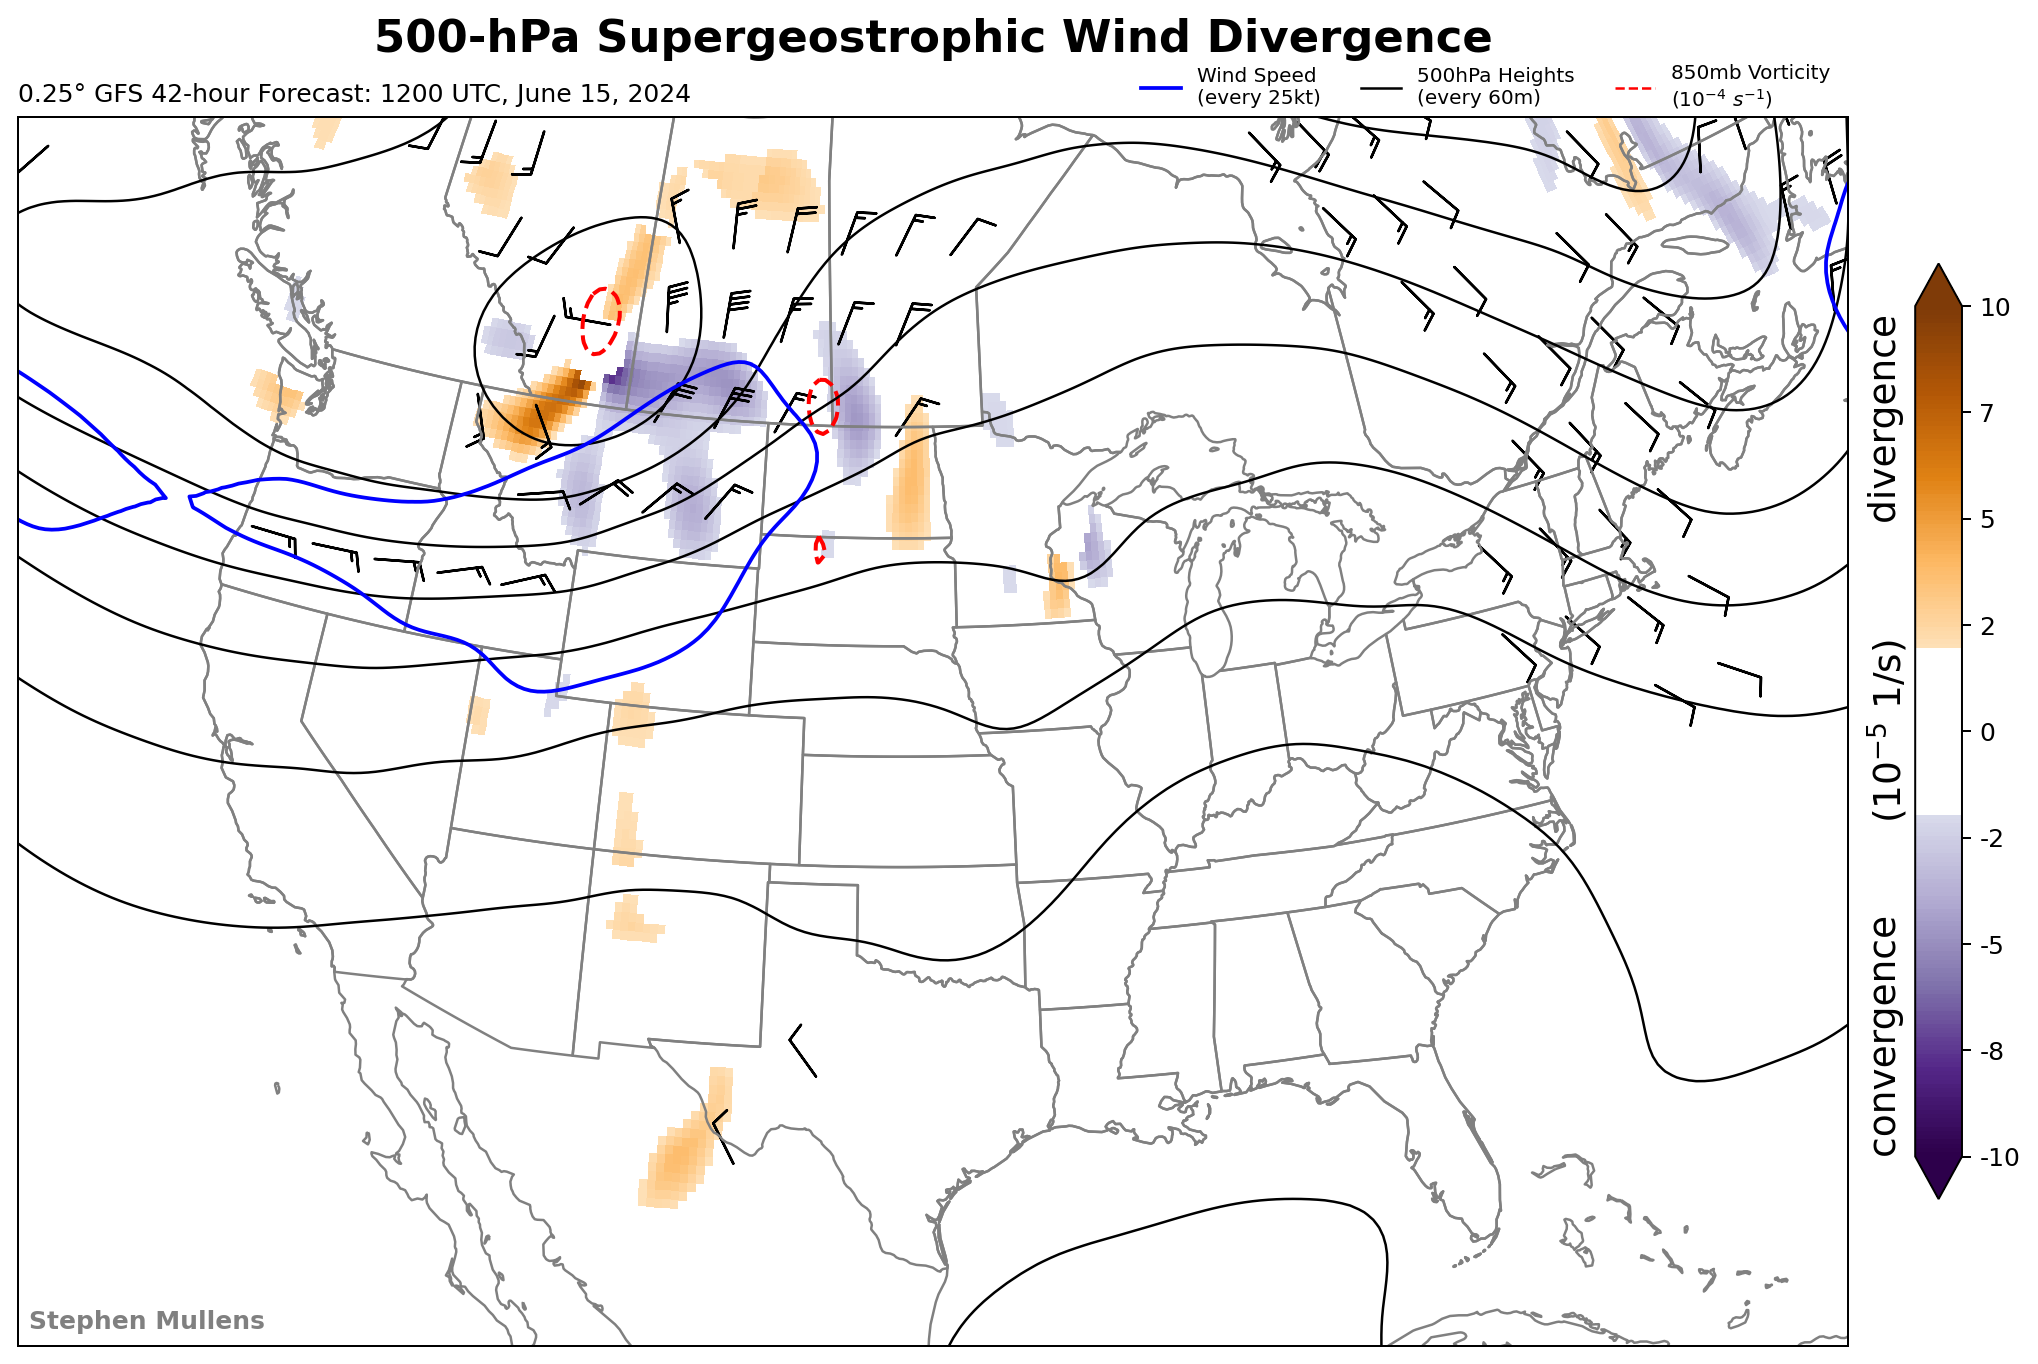 500-hPa Supergeostrophic Wind Divergence
0.25° GFS 42-hour Forecast: 1200 UTC, June 15, 2024
Wind Speed
(every 25kt)
500hPa Heights
(every 60m)
850mb Vorticity
(10⁻⁴ s⁻¹)
10
7
5
2
0
-2
-5
-8
-10
convergence (10⁻⁵ 1/s) divergence
Stephen Mullens